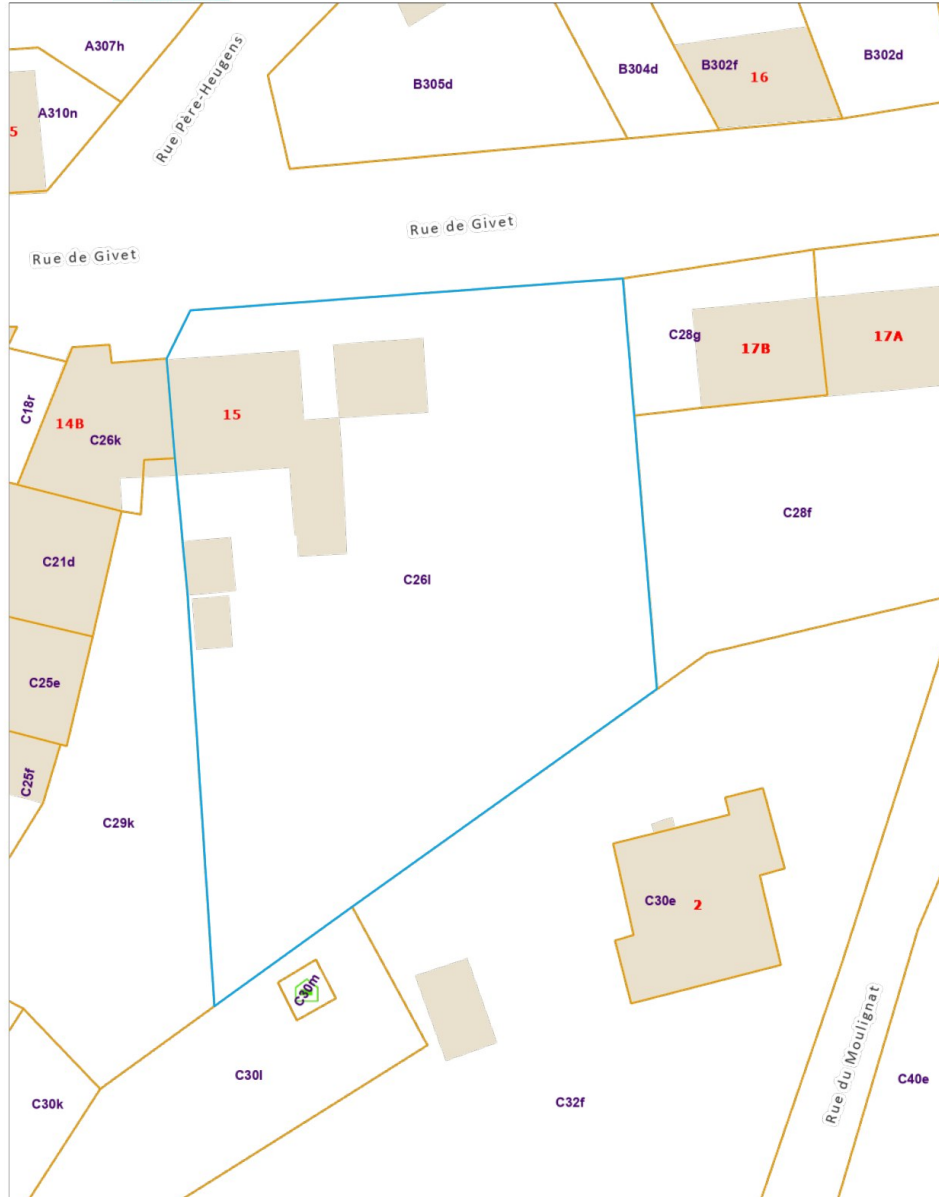 A307h
Rue Père-Heugens
B305d
B304d
B302f
16
B302d
A310n
5
Rue de Givet
Rue de Givet
C18r
14B
C26k
15
C28g
17B
17A
C21d
C26l
C28f
C25e
C25f
C29k
C30e
2
C30m
C30l
C30k
C32f
Rue du Moulignat
C40e